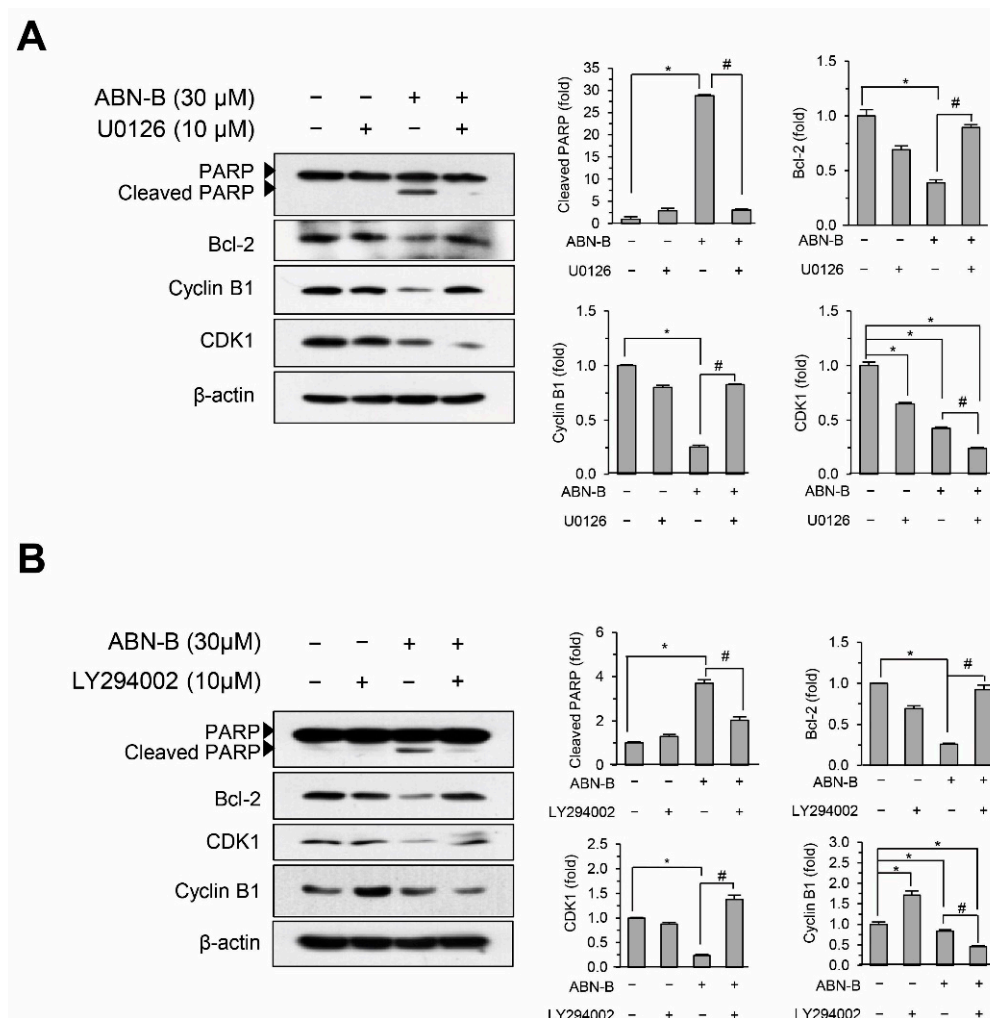 A
ABN-B (30 μM) – – + +
U0126 (10 μM) – + – +
PARP
Cleaved PARP
Bcl-2
Cyclin B1
CDK1
β-actin
Cleaved PARP (fold)
35
30
25
20
15
10
5
0
* #
ABN-B – – + +
U0126 – + – +
Bcl-2 (fold)
1.5
1.0
0.5
0.0
* #
ABN-B – – + +
U0126 – + – +
Cyclin B1 (fold)
1.5
1.0
0.5
0.0
* #
ABN-B – – + +
U0126 – + – +
CDK1 (fold)
1.5
1.0
0.5
0.0
*
*
*
#
ABN-B – – + +
U0126 – + – +
B
ABN-B (30μM) – – + +
LY294002 (10μM) – + – +
PARP
Cleaved PARP
Bcl-2
CDK1
Cyclin B1
β-actin
Cleaved PARP (fold)
6
4
2
0
* #
ABN-B – – + +
LY294002 – + – +
Bcl-2 (fold)
1.5
1.0
0.5
0.0
* #
ABN-B – – + +
LY294002 – + – +
CDK1 (fold)
2.0
1.5
1.0
0.5
0.0
* #
ABN-B – – + +
LY294002 – + – +
Cyclin B1 (fold)
3.0
2.5
2.0
1.5
1.0
0.5
0.0
*
*
*
#
ABN-B – – + +
LY294002 – + – +